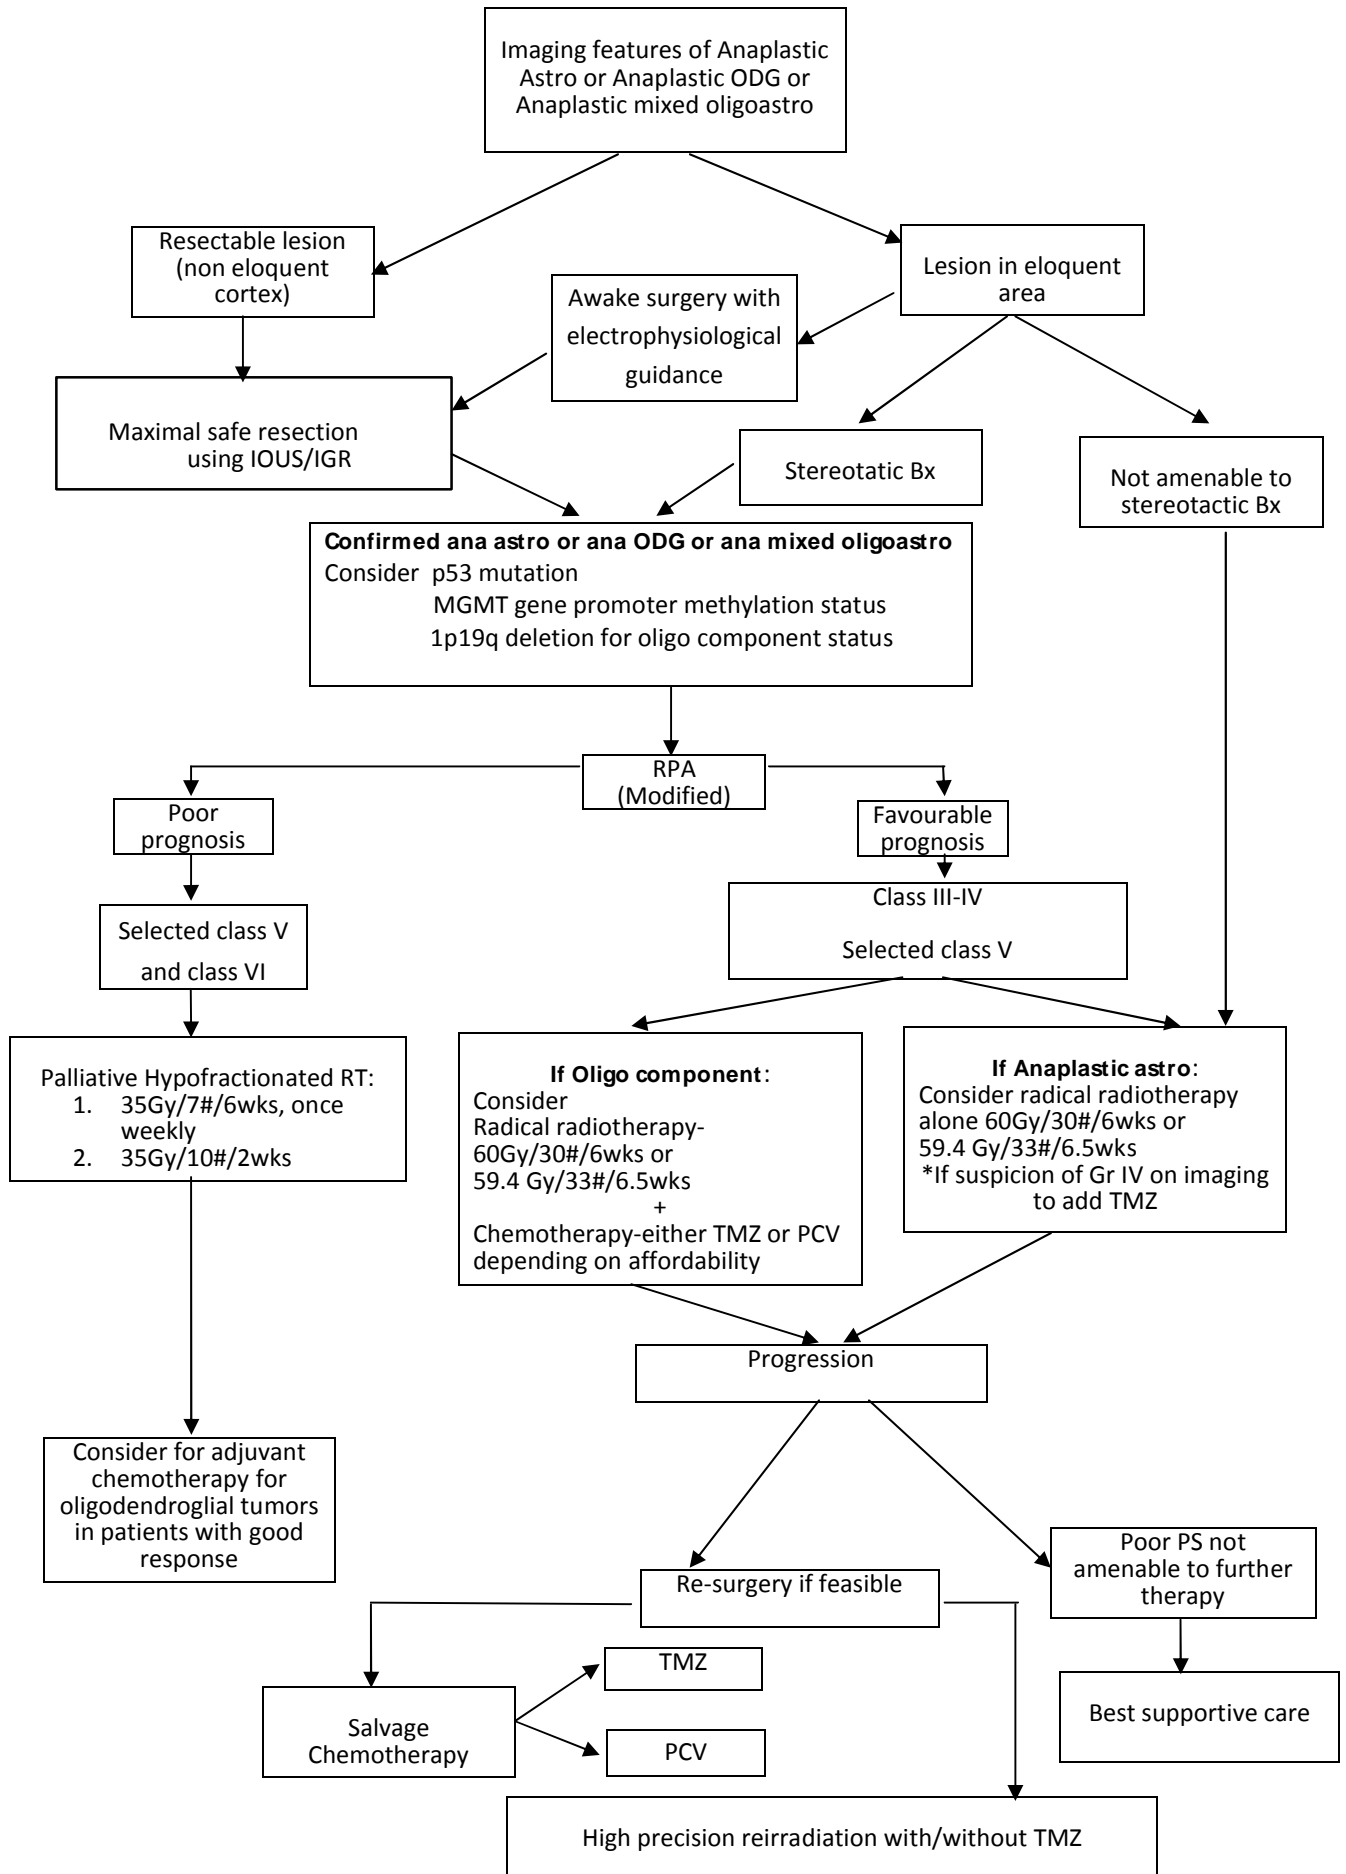 Imaging features of Anaplastic
Astro or Anaplastic ODG or
Anaplastic mixed oligoastro
Resectable lesion
(non eloquent
cortex)
Lesion in eloquent
area
Awake surgery with
electrophysiological
guidance
Maximal safe resection
using IOUS/IGR
Stereotatic Bx
Not amenable to
stereotactic Bx
Confirmed ana astro or ana ODG or ana mixed oligoastro
Consider p53 mutation
MGMT gene promoter methylation status
1p19q deletion for oligo component status
RPA
(Modified)
Poor
prognosis
Favourable
prognosis
Selected class V
and class VI
Class III-IV
Selected class V
Palliative Hypofractionated RT:
1. 35Gy/7#/6wks, once
weekly
2. 35Gy/10#/2wks
If Oligo component:
Consider
Radical radiotherapy-
60Gy/30#/6wks or
59.4 Gy/33#/6.5wks
+
Chemotherapy-either TMZ or PCV
depending on affordability
If Anaplastic astro:
Consider radical radiotherapy
alone 60Gy/30#/6wks or
59.4 Gy/33#/6.5wks
*If suspicion of Gr IV on imaging
to add TMZ
Progression
Consider for adjuvant
chemotherapy for
oligodendroglial tumors
in patients with good
response
Re-surgery if feasible
Poor PS not
amenable to further
therapy
TMZ
Salvage
Chemotherapy
PCV
Best supportive care
High precision reirradiation with/without TMZ